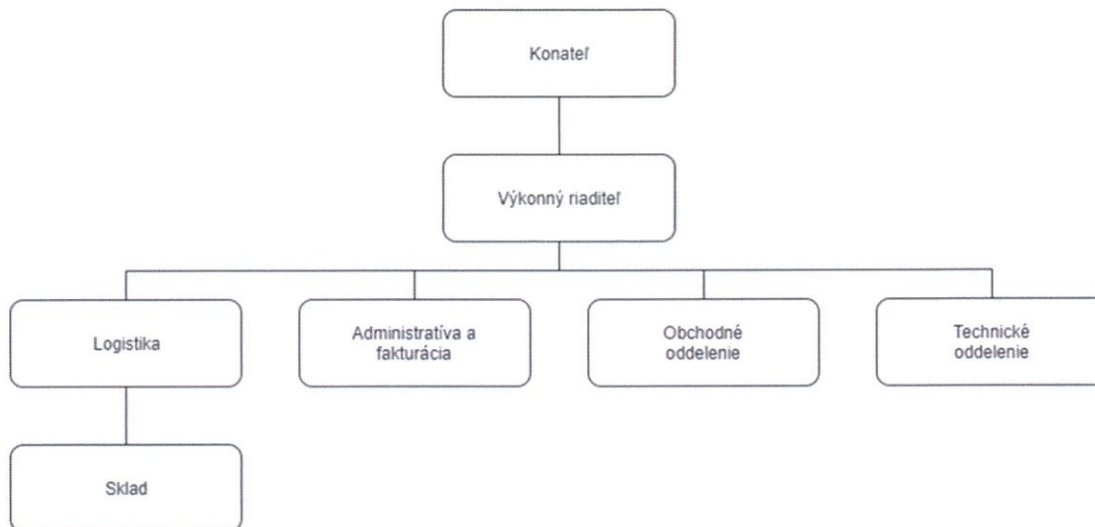 Konateľ
Výkonný riaditeľ
Logistika
Administratíva a
fakturácia
Obchodné
oddelenie
Technické
oddelenie
Sklad